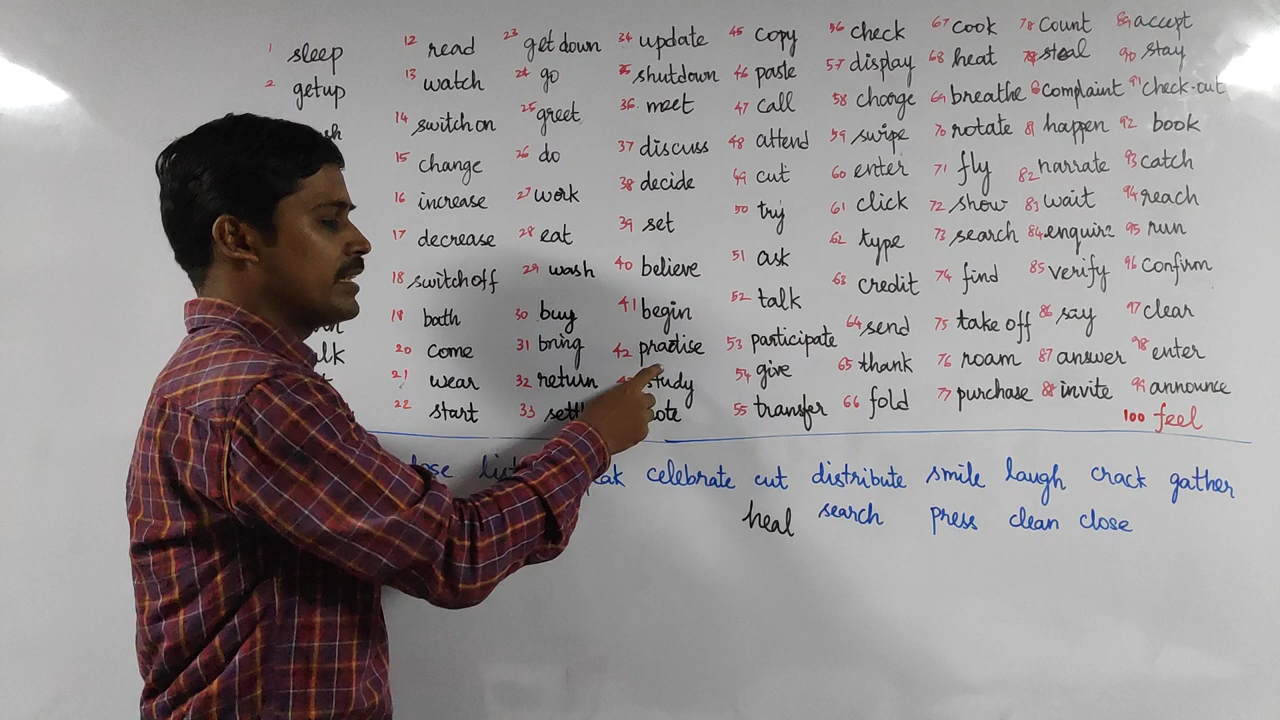 1 sleep
2 getup
12 read
13 watch
14 switch on
15 change
16 increase
17 decrease
18 switch off
19 bath
20 come
21 wear
22 start
23 get down
24 go
25 greet
26 do
27 work
28 eat
29 wash
30 buy
31 bring
32 return
33
34 update
35 shutdown
36 meet
37 discuss
38 decide
39 set
40 believe
41 begin
42 practise
study
45 copy
46 paste
47 call
48 attend
49 cut
50 try
51 ask
52 talk
53 participate
54 give
55 transfer
56 check
57 display
58 charge
59 swipe
60 enter
61 click
62 type
63 credit
64 send
65 thank
66 fold
67 cook
68 heat
69 breathe
70 rotate
71 fly
72 show
73 search
74 find
75 take off
76 roam
77 purchase
78 count
79 steal
complaint
81 happen
82 narrate
83 wait
84 enquire
85 verify
86 say
87 answer
88 invite
89 accept
90 stay
91 check-out
92 book
93 catch
94 reach
95 run
96 confirm
97 clear
98 enter
99 announce
100 feel
celebrate cut distribute smile laugh crack gather
heal search press clean close